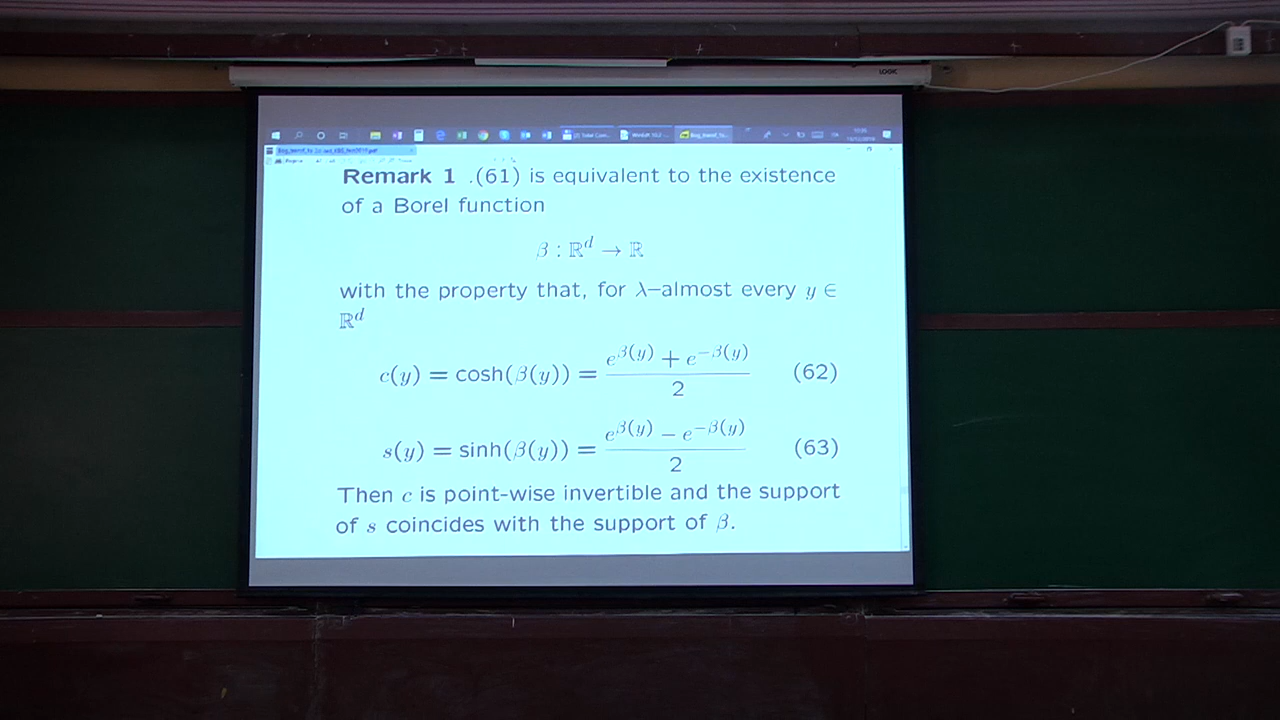 LOGIC
Remark 1 .(61) is equivalent to the existence
of a Borel function
β : ℝ^d → ℝ
with the property that, for λ—almost every y ∈
ℝ^d
c(y) = cosh(β(y)) = (e^{β(y)} + e^{−β(y)})/2 (62)
s(y) = sinh(β(y)) = (e^{β(y)} − e^{−β(y)})/2 (63)
Then c is point-wise invertible and the support
of s coincides with the support of β.